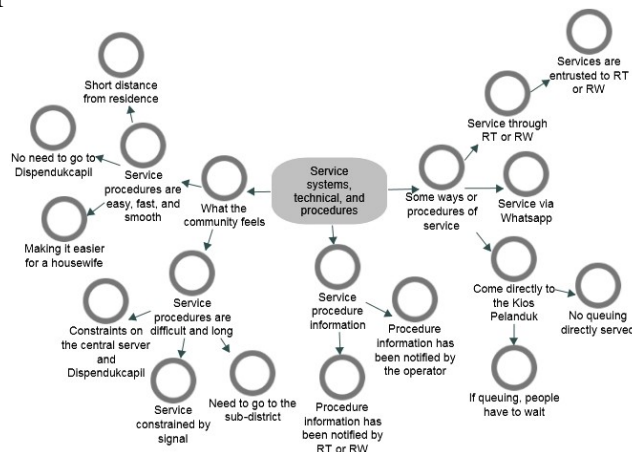 Services are
entrusted to RT
or RW
Short distance
from residence
Service through
RT or RW
No need to go to
Dispendukcapil
Service
procedures are
easy, fast, and
smooth
What the
community feels
Service
systems,
technical, and
procedures
Some ways or
procedures of
service
Service via
Whatsapp
Making it easier
for a housewife
Service
procedures are
difficult and long
Service
procedure
information
Come directly to
the Kios
Pelanduk
No queuing
directly served
Constraints on
the central server
and
Dispendukcapil
Procedure
information has
been notified by
the operator
Service
constrained by
signal
Need to go to the
sub-district
Procedure
information has
been notified by
RT or RW
If queuing, people
have to wait